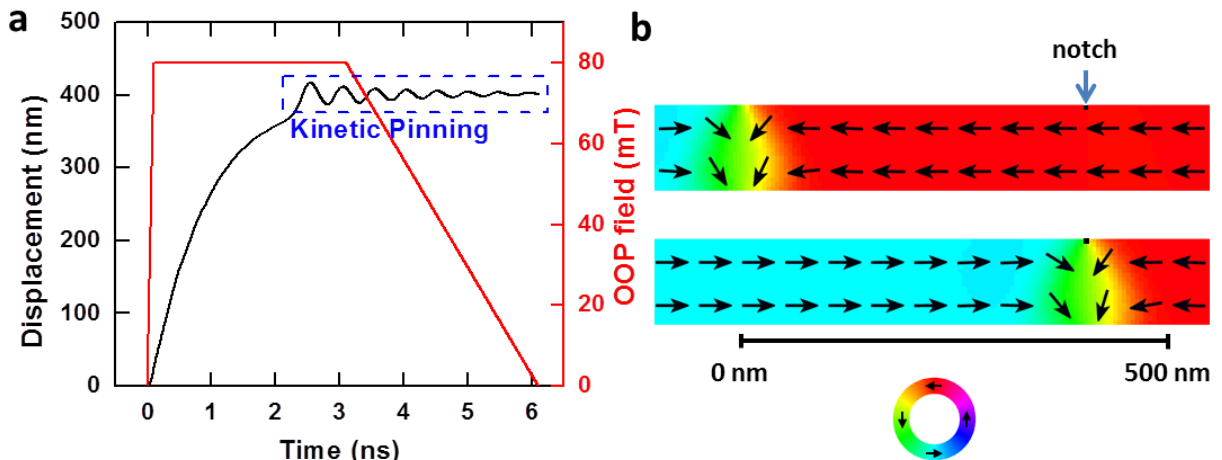 a
500
400
300
200
100
0
Displacement (nm)
Kinetic Pinning
80
60
40
20
0
OOP field (mT)
0 1 2 3 4 5 6
Time (ns)
b
notch
0 nm 500 nm